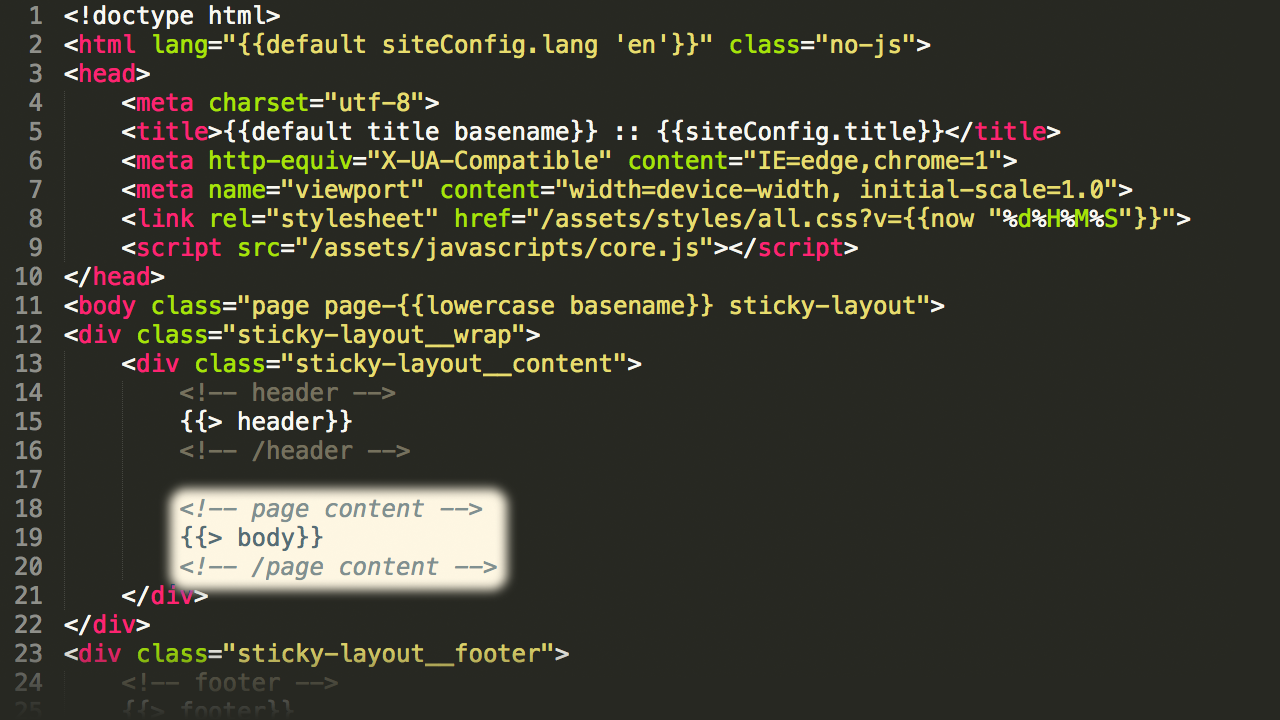 1 <!doctype html>
2 <html lang="{{default siteConfig.lang 'en'}}" class="no-js">
3 <head>
4 <meta charset="utf-8">
5 <title>{{default title basename}} :: {{siteConfig.title}}</title>
6 <meta http-equiv="X-UA-Compatible" content="IE=edge,chrome=1">
7 <meta name="viewport" content="width=device-width, initial-scale=1.0">
8 <link rel="stylesheet" href="/assets/styles/all.css?v={{now "%d%H%M%S"}}">
9 <script src="/assets/javascripts/core.js"></script>
10 </head>
11 <body class="page page-{{lowercase basename}} sticky-layout">
12 <div class="sticky-layout__wrap">
13 <div class="sticky-layout__content">
14 <!-- header -->
15 {{> header}}
16 <!-- /header -->
17
18 <!-- page content -->
19 {{> body}}
20 <!-- /page content -->
21 </div>
22 </div>
23 <div class="sticky-layout__footer">
24 <!-- footer -->
25 {{> footer}}